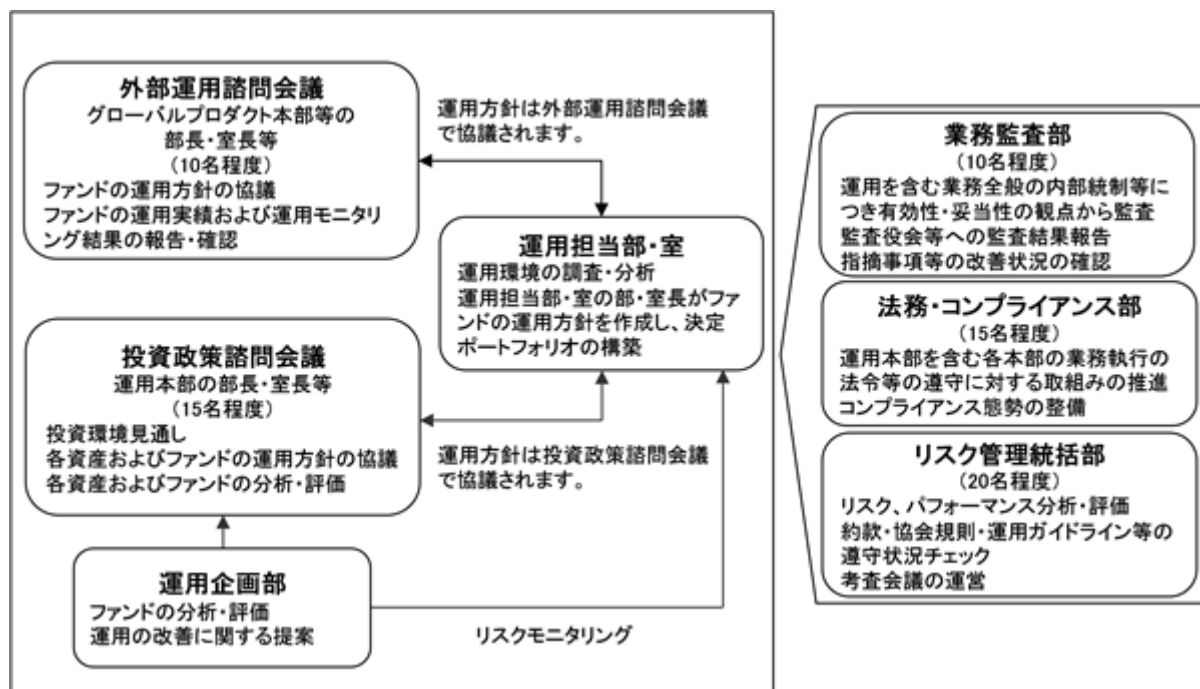 外部運用諮問会議
グローバルプロダクト本部等の
部長・室長等
(10名程度)
ファンドの運用方針の協議
ファンドの運用実績および運用モニタリ
ング結果の報告・確認
運用方針は外部運用諮問会議
で協議されます。
運用担当部・室
運用環境の調査・分析
運用担当部・室の部・室長がファ
ンドの運用方針を作成し、決定
ポートフォリオの構築
投資政策諮問会議
運用本部の部長・室長等
(15名程度)
投資環境見通し
各資産およびファンドの運用方針の協議
各資産およびファンドの分析・評価
運用方針は投資政策諮問会議
で協議されます。
運用企画部
ファンドの分析・評価
運用の改善に関する提案
リスクモニタリング
業務監査部
(10名程度)
運用を含む業務全般の内部統制等に
つき有効性・妥当性の観点から監査
監査役会等への監査結果報告
指摘事項等の改善状況の確認
法務・コンプライアンス部
(15名程度)
運用本部を含む各本部の業務執行の
法令等の遵守に対する取組みの推進
コンプライアンス態勢の整備
リスク管理統括部
(20名程度)
リスク、パフォーマンス分析・評価
約款・協会規則・運用ガイドライン等の
遵守状況チェック
考査会議の運営